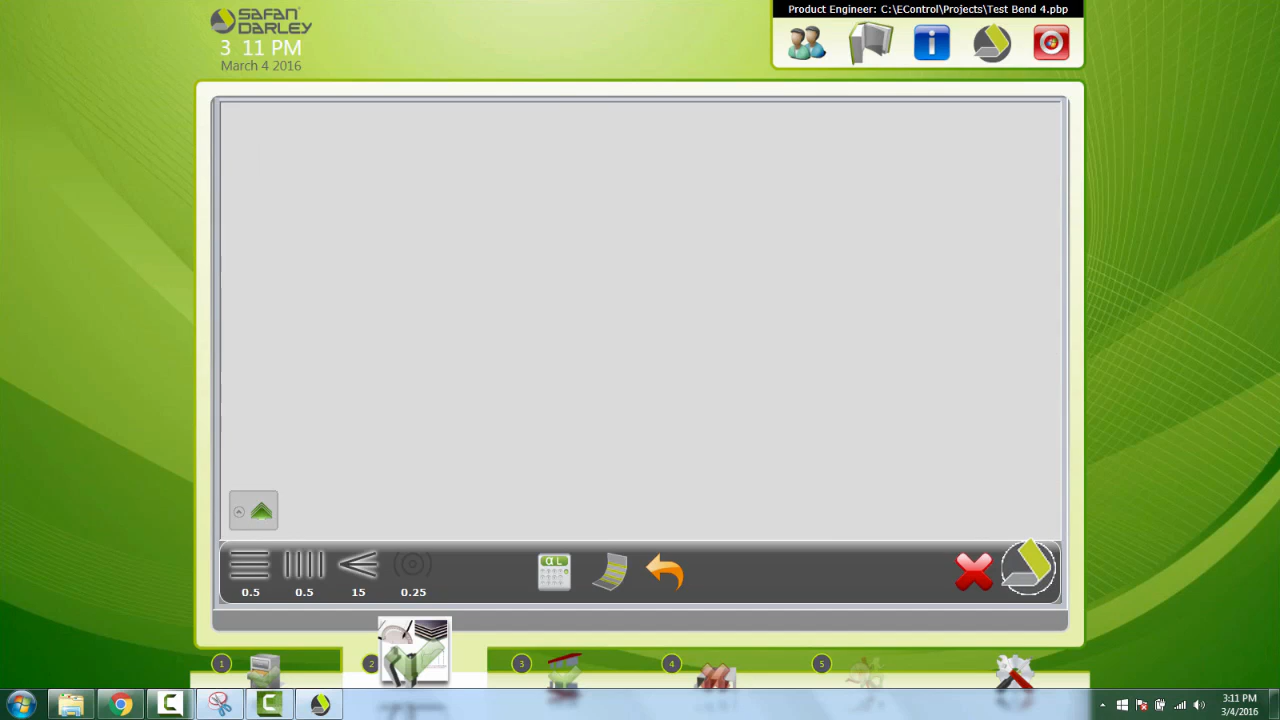 Product Engineer: C:\EControl\Projects\Test Bend 4.pbp
SAFAN
DARLEY
3 11 PM
March 4 2016
αL
0.5
0.5
15
0.25
1
2
3
4
5
3:11 PM
3/4/2016